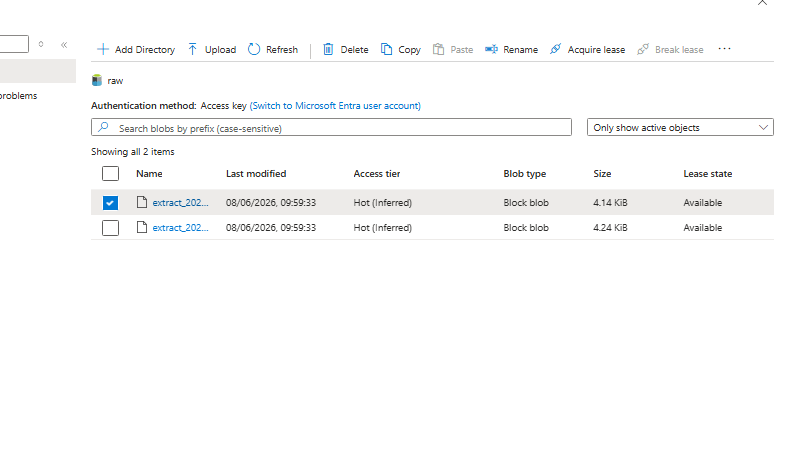 Add Directory Upload Refresh Delete Copy Paste Rename Acquire lease Break lease ...
raw
problems
Authentication method: Access key (Switch to Microsoft Entra user account)
Search blobs by prefix (case-sensitive) Only show active objects
Showing all 2 items
Name Last modified Access tier Blob type Size Lease state
extract_202... 08/06/2026, 09:59:33 Hot (Inferred) Block blob 4.14 KiB Available
extract_202... 08/06/2026, 09:59:33 Hot (Inferred) Block blob 4.24 KiB Available